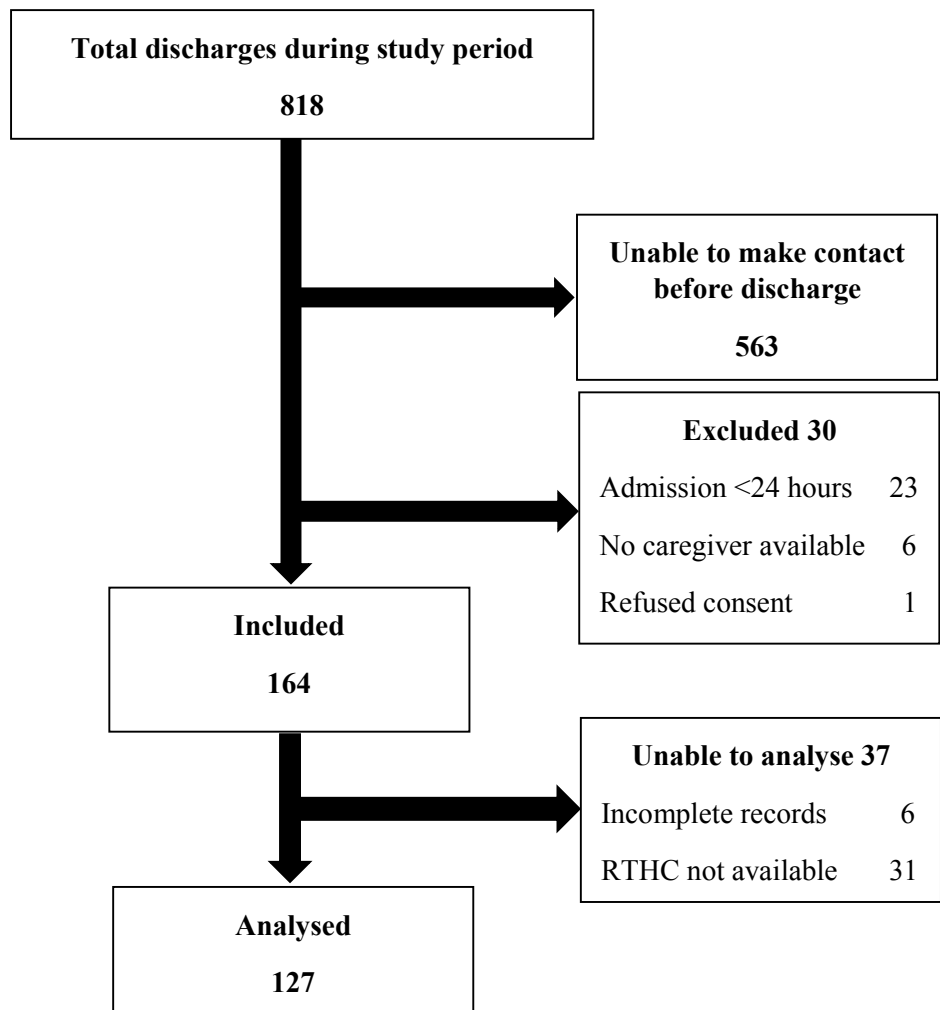 Total discharges during study period
818
Unable to make contact
before discharge
563
Excluded 30
Admission <24 hours 23
No caregiver available 6
Refused consent 1
Included
164
Unable to analyse 37
Incomplete records 6
RTHC not available 31
Analysed
127